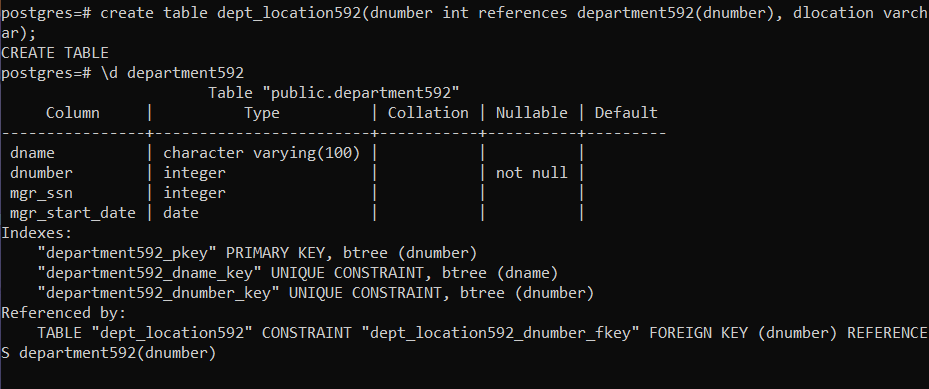 postgres=# create table dept_location592(dnumber int references department592(dnumber), dlocation varch
ar);
CREATE TABLE
postgres=# \d department592
                         Table "public.department592"
     Column     |          Type          | Collation | Nullable | Default
----------------+------------------------+-----------+----------+---------
 dname          | character varying(100) |           |          |
 dnumber        | integer                |           | not null |
 mgr_ssn        | integer                |           |          |
 mgr_start_date | date                   |           |          |
Indexes:
    "department592_pkey" PRIMARY KEY, btree (dnumber)
    "department592_dname_key" UNIQUE CONSTRAINT, btree (dname)
    "department592_dnumber_key" UNIQUE CONSTRAINT, btree (dnumber)
Referenced by:
    TABLE "dept_location592" CONSTRAINT "dept_location592_dnumber_fkey" FOREIGN KEY (dnumber) REFERENCE
S department592(dnumber)